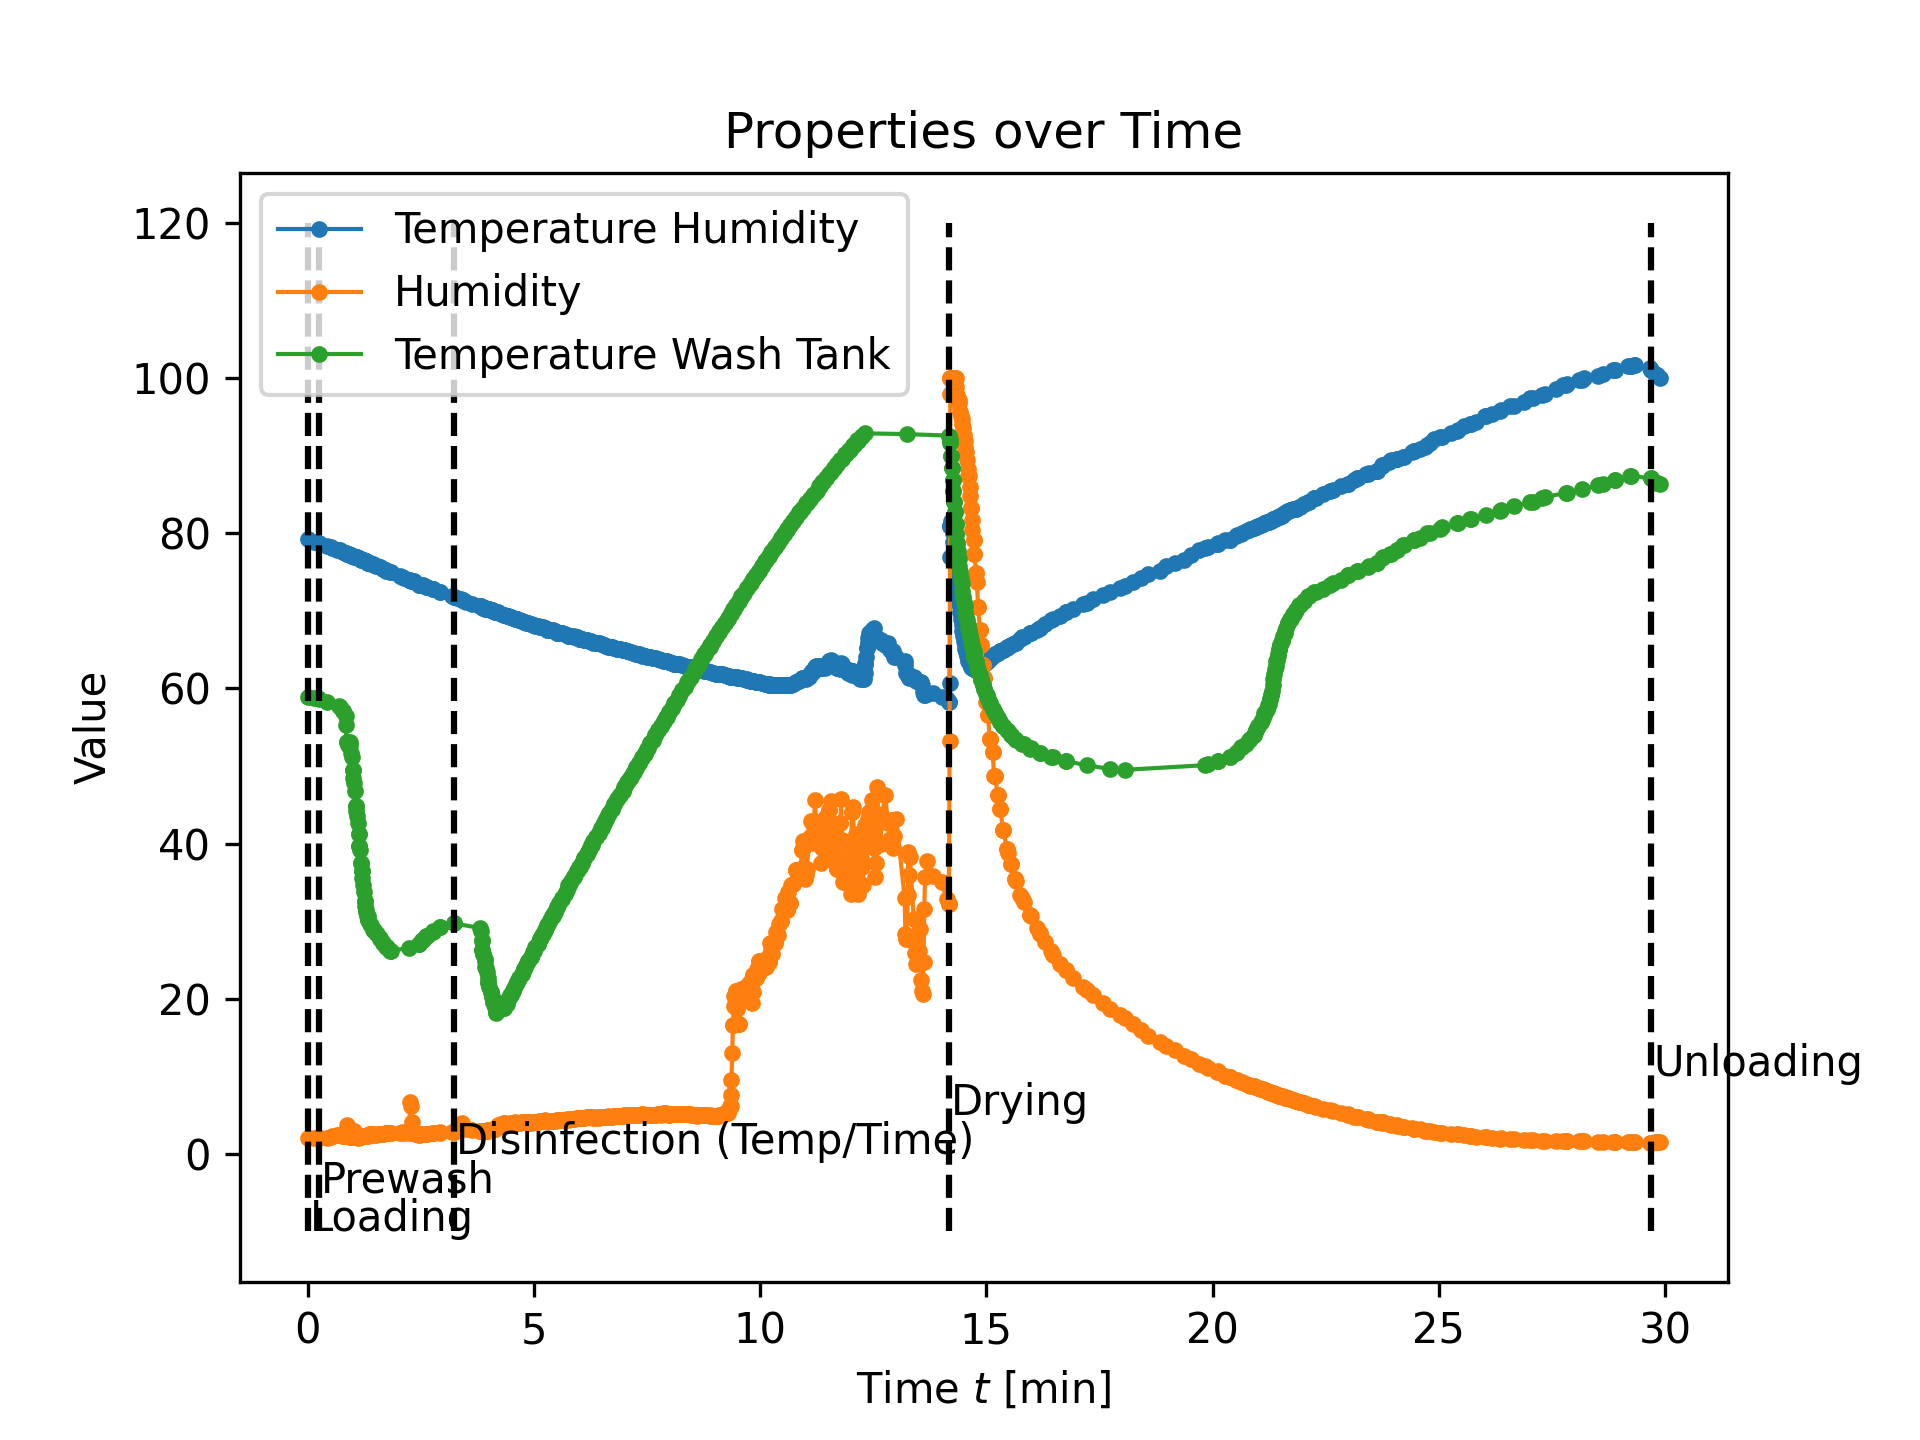 Properties over Time
Temperature Humidity
Humidity
Temperature Wash Tank
120
100
80
60
40
20
0
Value
Unloading
Drying
Disinfection (Temp/Time)
Prewash
Loading
0 5 10 15 20 25 30
Time t [min]